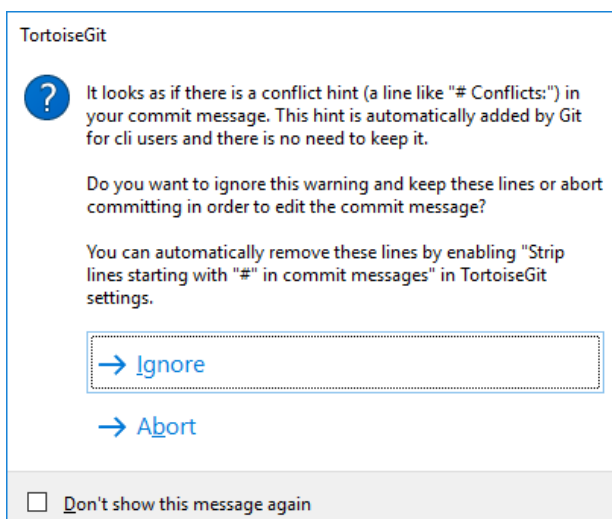 TortoiseGit
It looks as if there is a conflict hint (a line like "# Conflicts:") in
your commit message. This hint is automatically added by Git
for cli users and there is no need to keep it.
Do you want to ignore this warning and keep these lines or abort
committing in order to edit the commit message?
You can automatically remove these lines by enabling "Strip
lines starting with "#" in commit messages" in TortoiseGit
settings.
→ Ignore
→ Abort
Don't show this message again